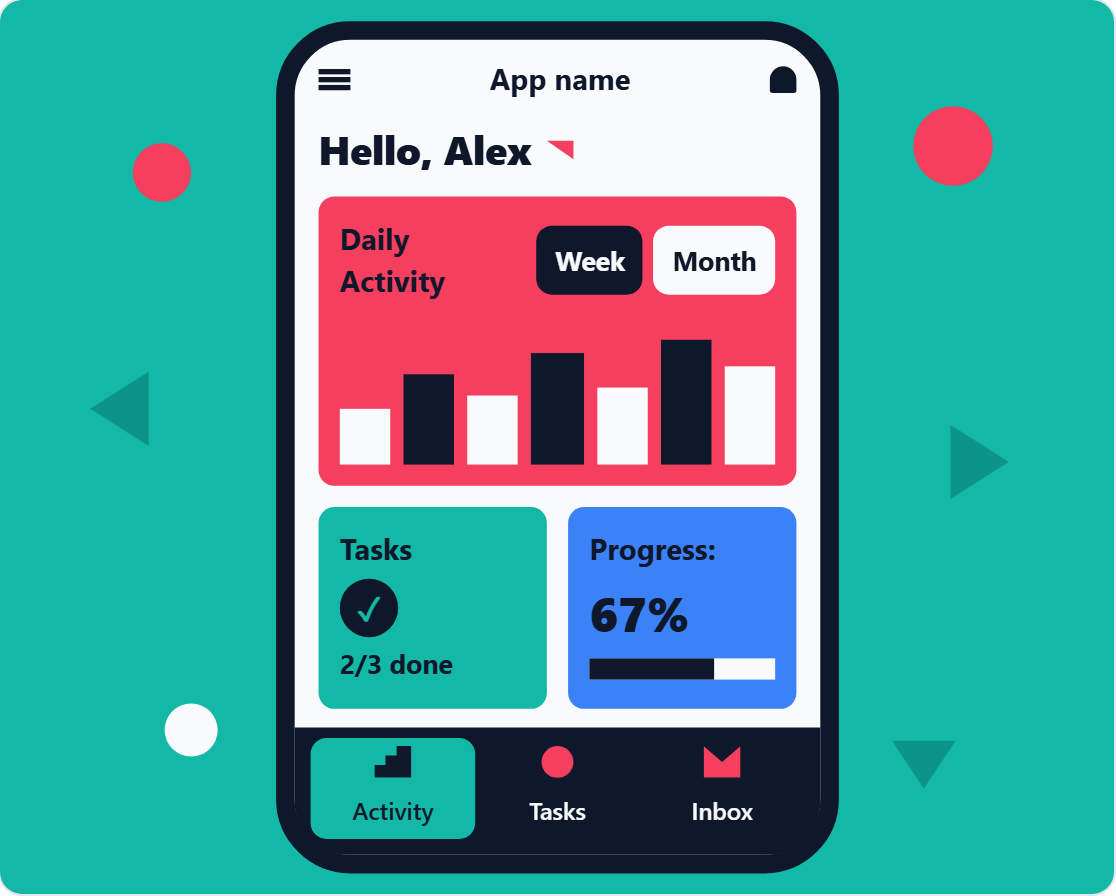 App name
Hello, Alex
Daily
Activity
Week
Month
Tasks
✓
2/3 done
Progress:
67%
Activity
Tasks
Inbox